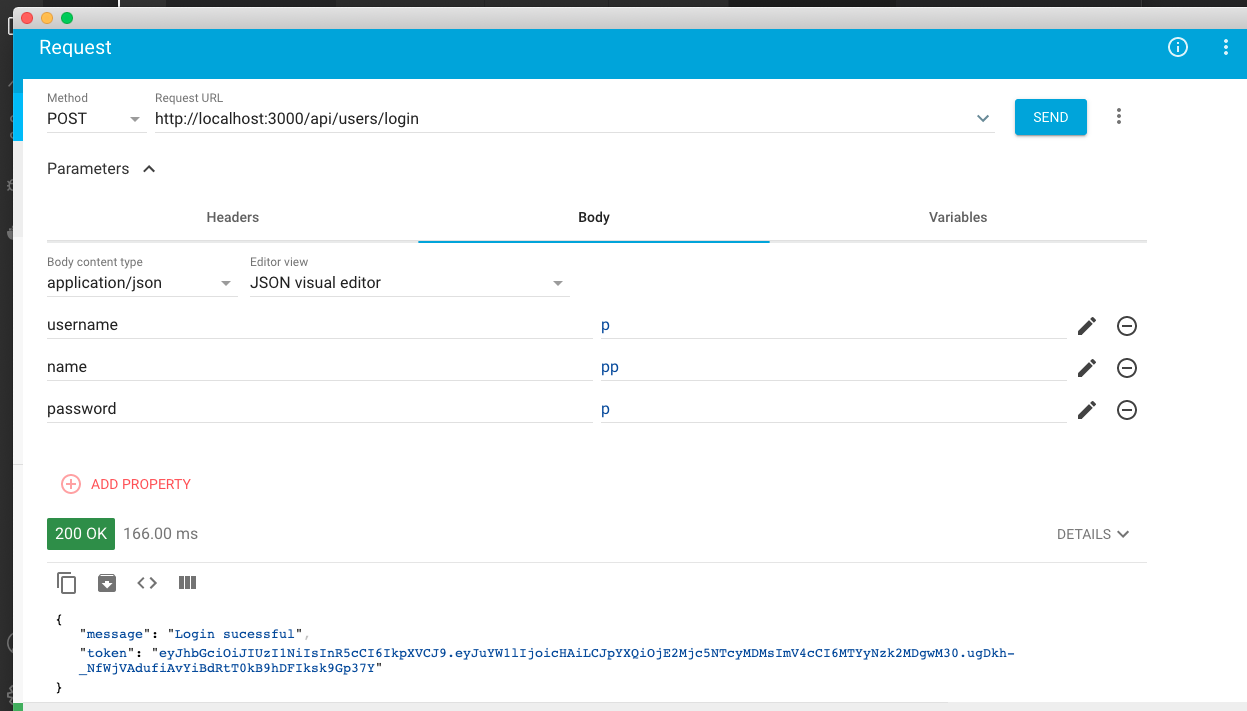 Request
Method
Request URL
POST
http://localhost:3000/api/users/login
SEND
Parameters
Headers
Body
Variables
Body content type
Editor view
application/json
JSON visual editor
username
p
name
pp
password
p
ADD PROPERTY
200 OK
166.00 ms
DETAILS
{
"message": "Login sucessful",
"token": "eyJhbGciOiJIUzI1NiIsInR5cCI6IkpXVCJ9.eyJuYW1lIjoicHAiLCJpYXQiOjE2Mjc5NTcyMDMsImV4cCI6MTYyNzk2MDgwM30.ugDkh-
_NfWjVAdufiAvYiBdRtT0kB9hDFIksk9Gp37Y"
}